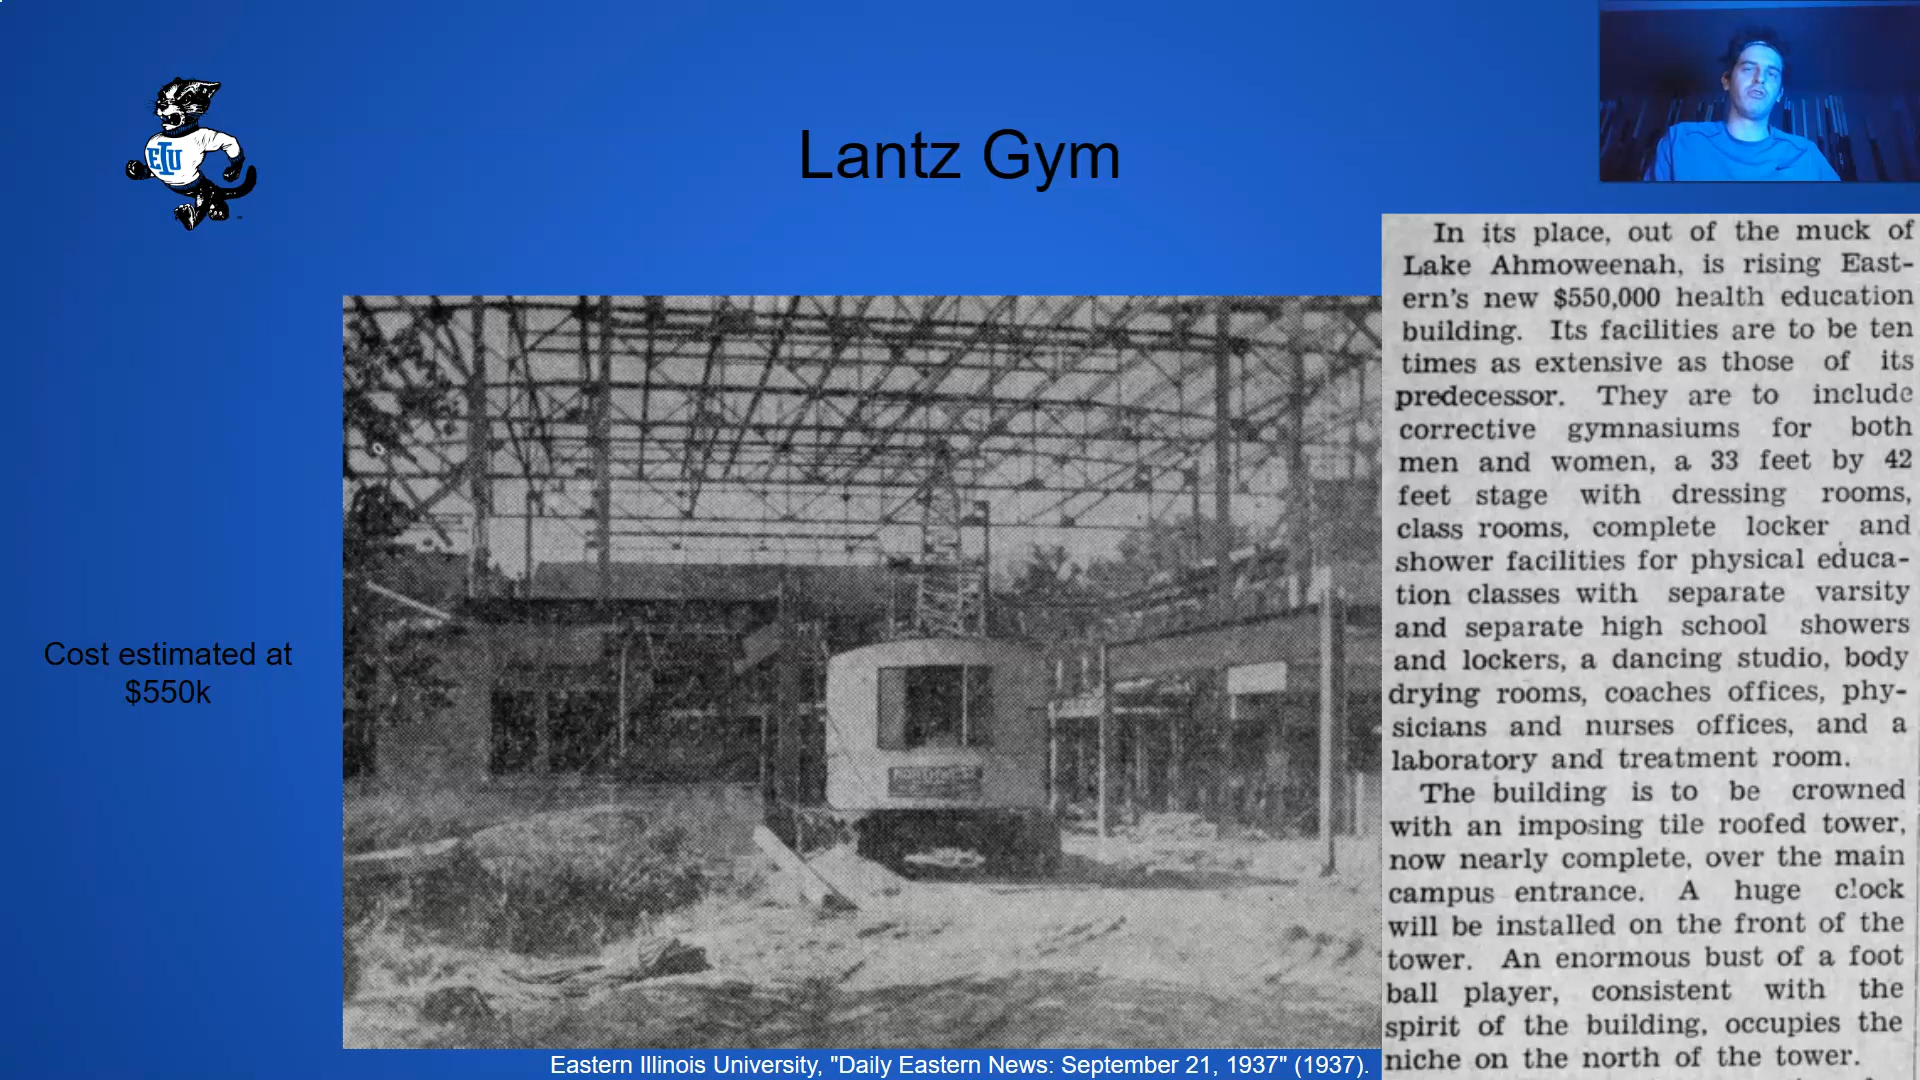 EIU
Lantz Gym
Cost estimated at
$550k
In its place, out of the muck of
Lake Ahmoweenah, is rising East-
ern's new $550,000 health education
building. Its facilities are to be ten
times as extensive as those of its
predecessor. They are to include
corrective gymnasiums for both
men and women, a 33 feet by 42
feet stage with dressing rooms,
class rooms, complete locker and
shower facilities for physical educa-
tion classes with separate varsity
and separate high school showers
and lockers, a dancing studio, body
drying rooms, coaches offices, phy-
sicians and nurses offices, and a
laboratory and treatment room.
The building is to be crowned
with an imposing tile roofed tower,
now nearly complete, over the main
campus entrance. A huge clock
will be installed on the front of the
tower. An enormous bust of a foot
ball player, consistent with the
spirit of the building, occupies the
niche on the north of the tower.
Eastern Illinois University, "Daily Eastern News: September 21, 1937" (1937).